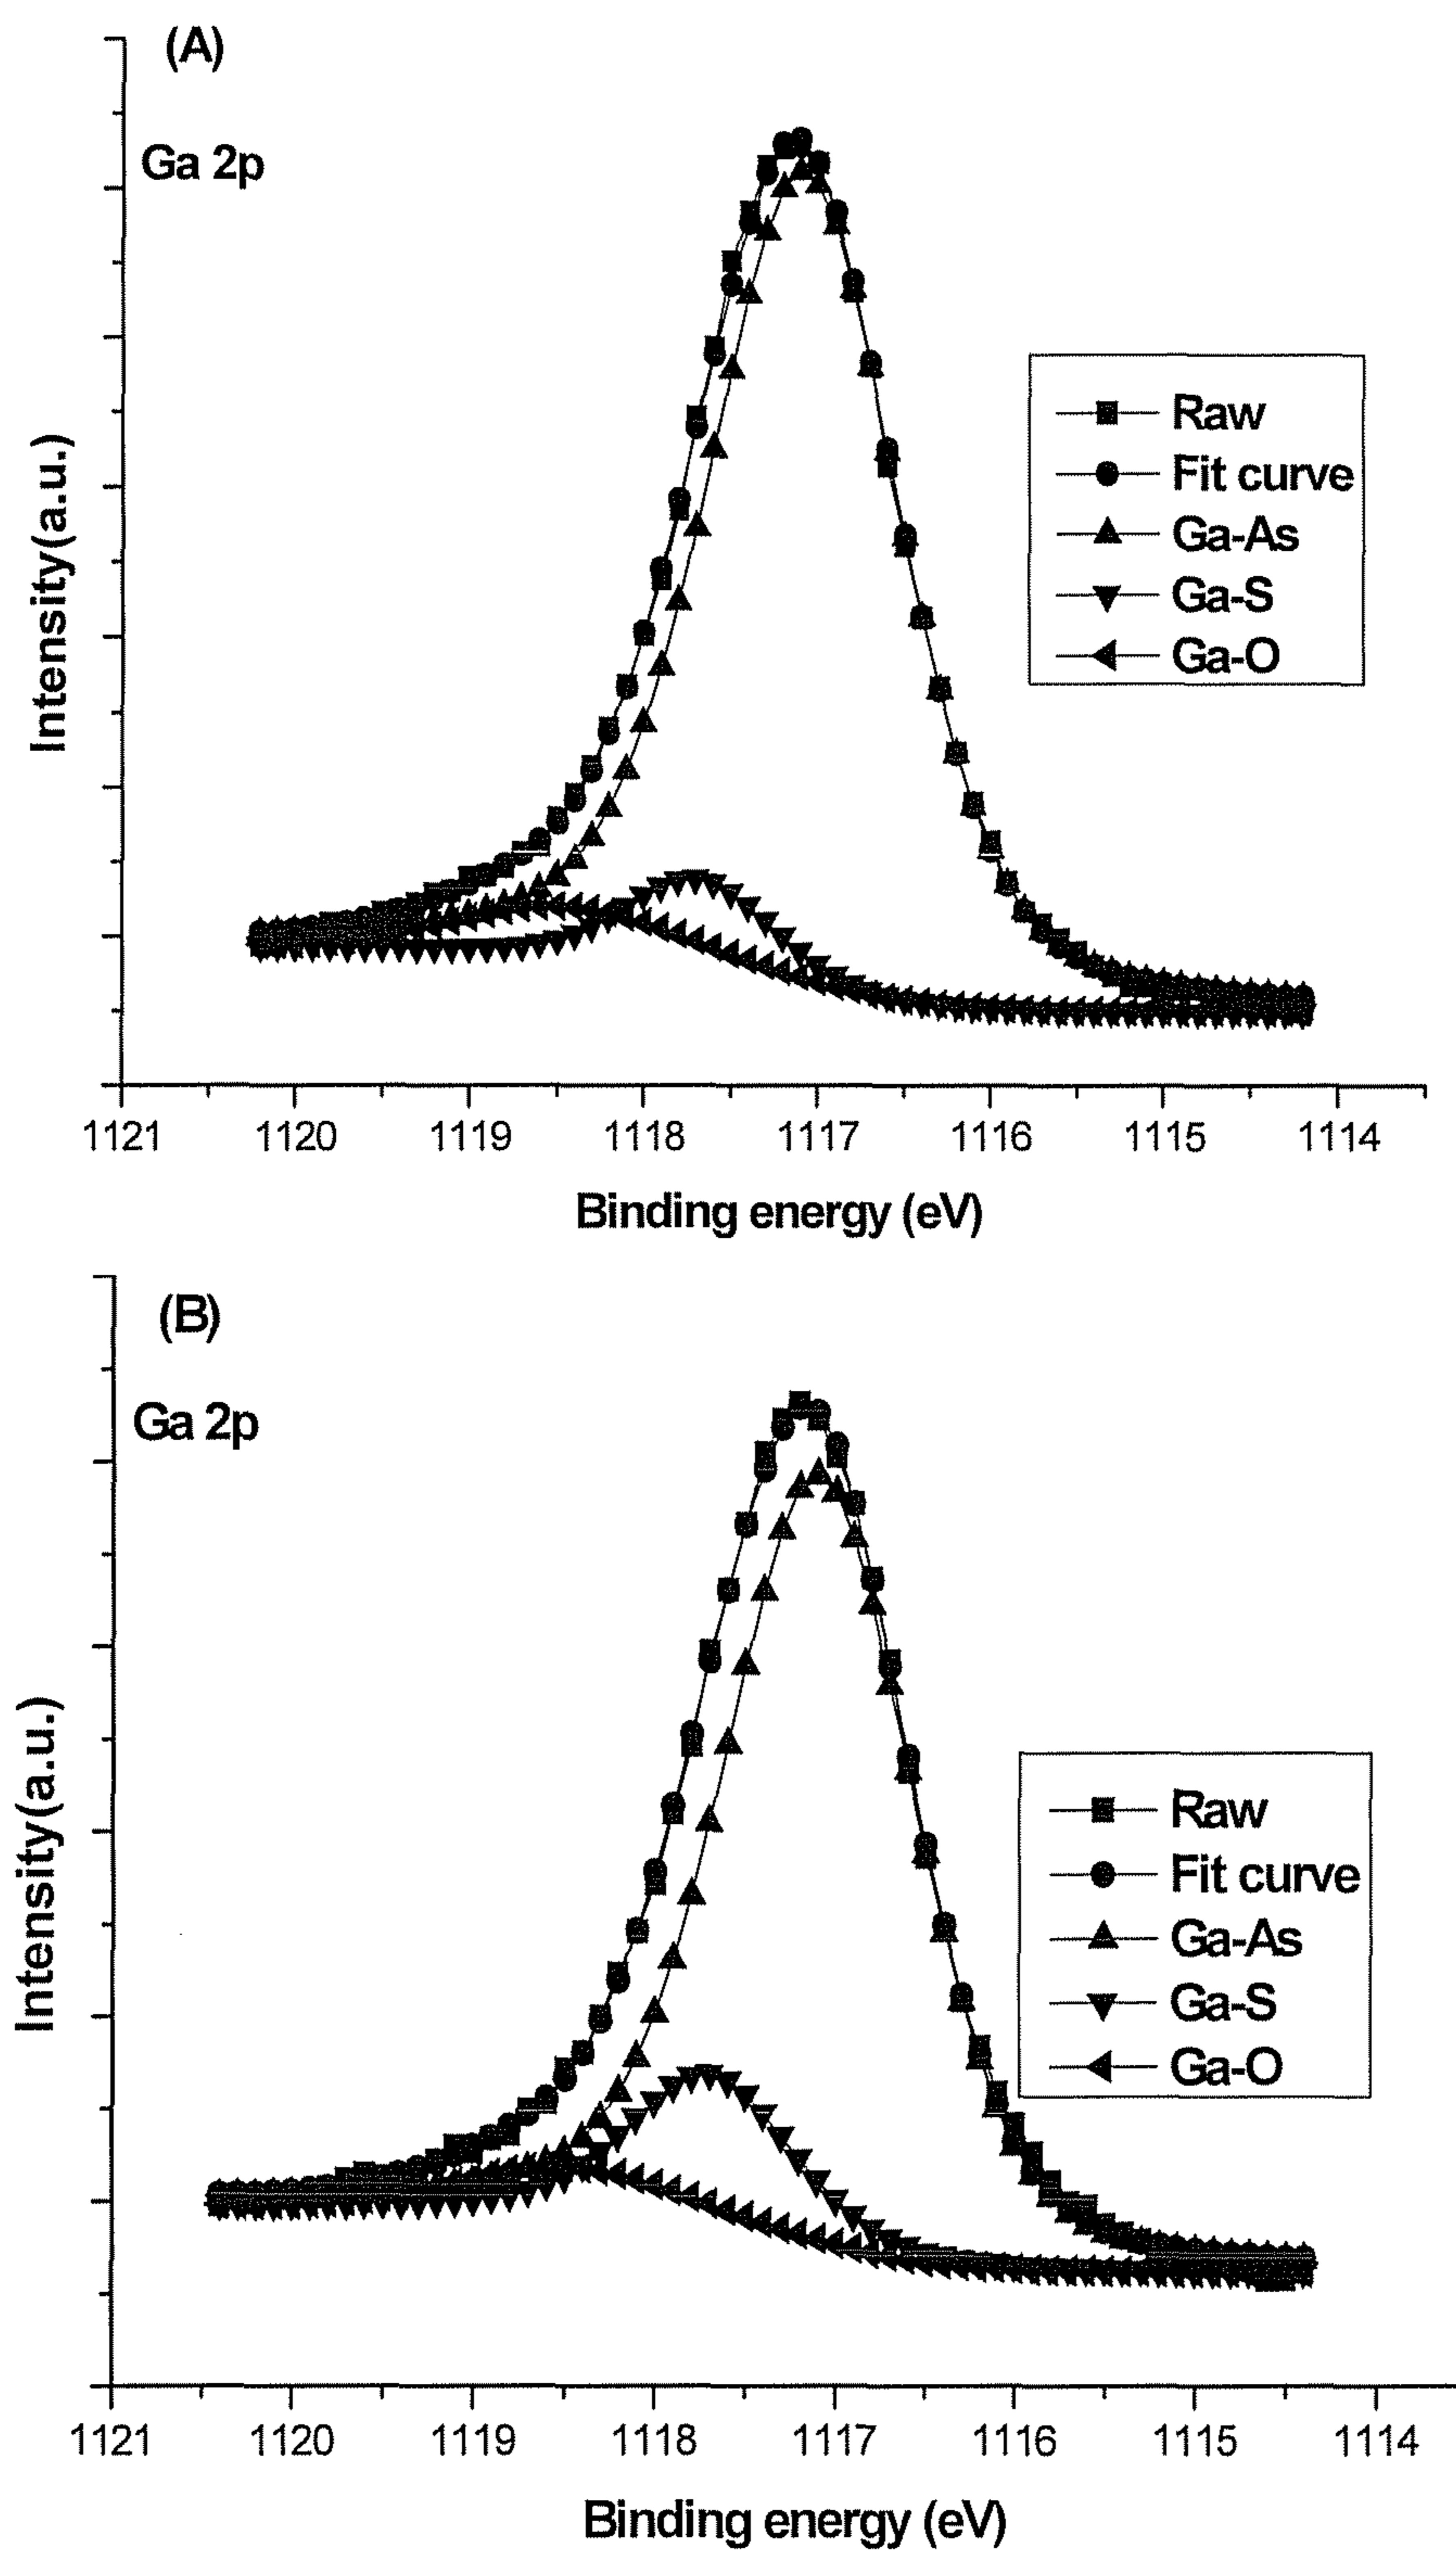 (A)
Ga 2p
Intensity(a.u.)
Raw
Fit curve
Ga-As
Ga-S
Ga-O
1121 1120 1119 1118 1117 1116 1115 1114
Binding energy (eV)
(B)
Ga 2p
Intensity(a.u.)
Raw
Fit curve
Ga-As
Ga-S
Ga-O
1121 1120 1119 1118 1117 1116 1115 1114
Binding energy (eV)